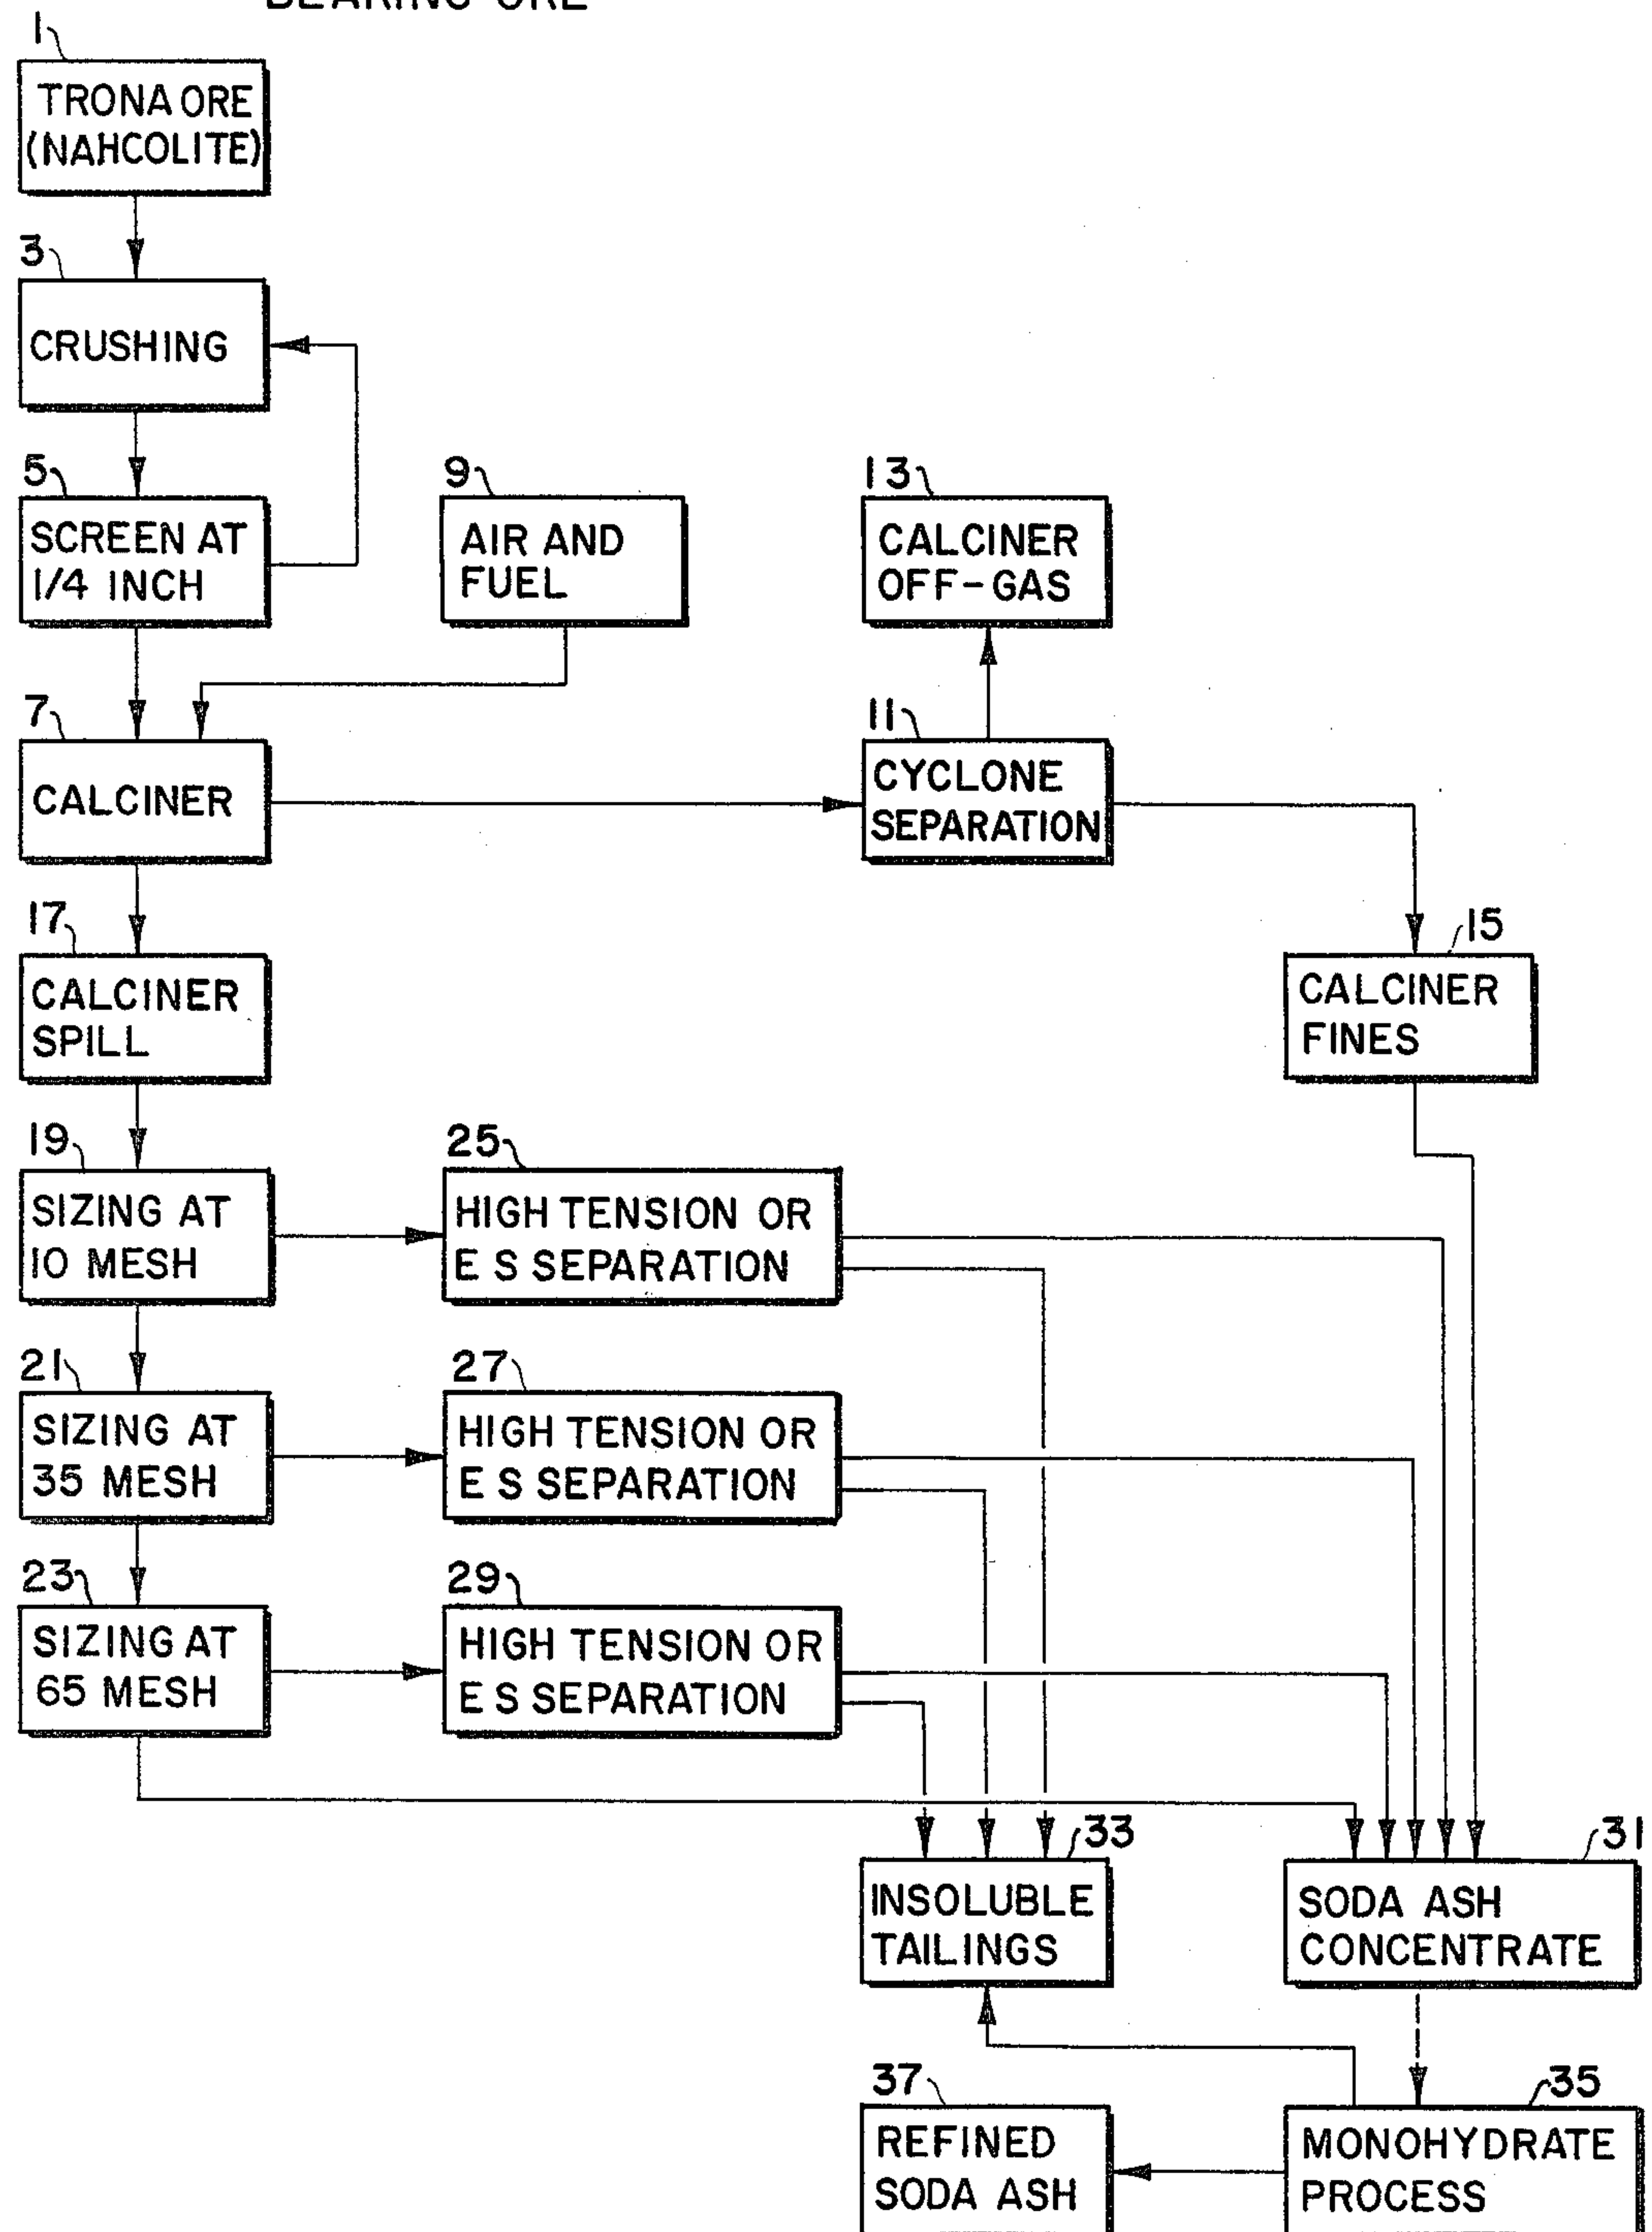 BEARING ORE
1
TRONA ORE
(NAHCOLITE)
3
CRUSHING
5
SCREEN AT
1/4 INCH
9
AIR AND
FUEL
13
CALCINER
OFF-GAS
7
CALCINER
11
CYCLONE
SEPARATION
17
CALCINER
SPILL
15
CALCINER
FINES
19
SIZING AT
10 MESH
25
HIGH TENSION OR
E S SEPARATION
21
SIZING AT
35 MESH
27
HIGH TENSION OR
E S SEPARATION
23
SIZING AT
65 MESH
29
HIGH TENSION OR
E S SEPARATION
33
INSOLUBLE
TAILINGS
31
SODA ASH
CONCENTRATE
37
REFINED
SODA ASH
35
MONOHYDRATE
PROCESS